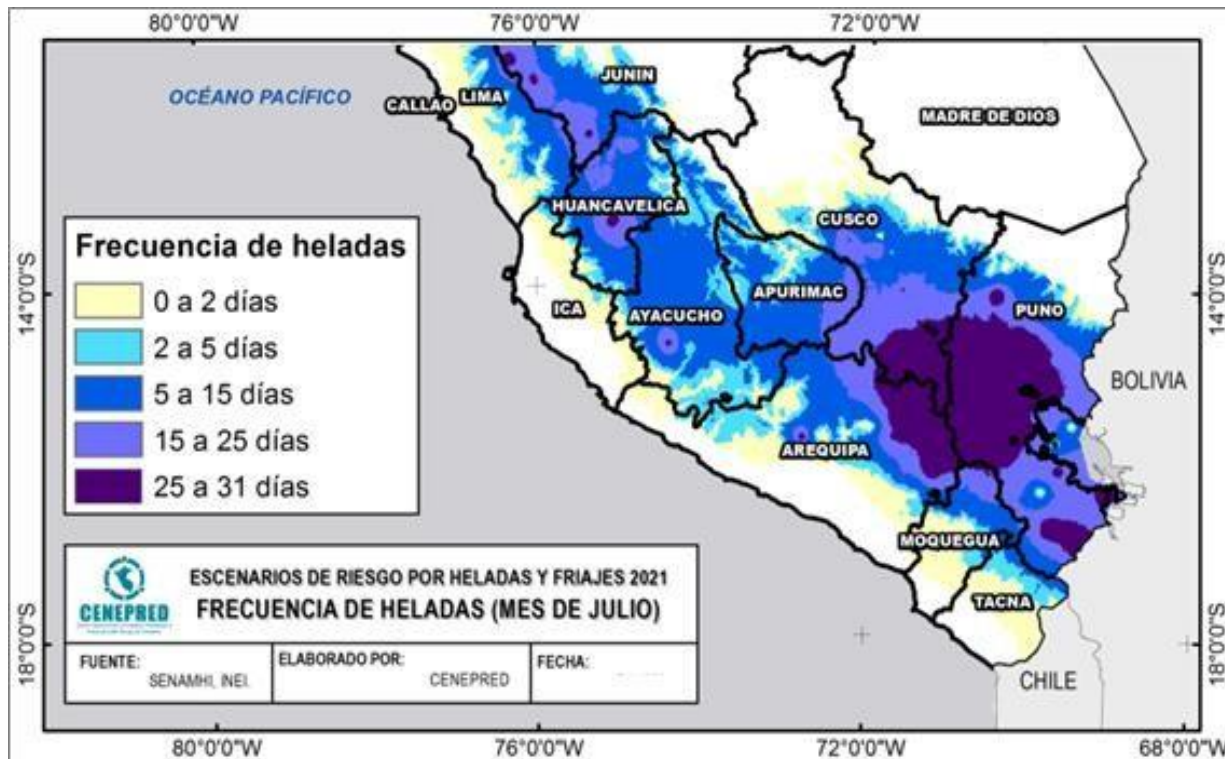 80°0'0"W
76°0'0"W
72°0'0"W
OCÉANO PACÍFICO
CALLAO
LIMA
JUNIN
MADRE DE DIOS
HUANCAVELICA
CUSCO
ICA
AYACUCHO
APURIMAC
PUNO
BOLIVIA
AREQUIPA
MOQUEGUA
TACNA
CHILE
14°0'0"S
18°0'0"S
14°0'0"S
18°0'0"S
Frecuencia de heladas
0 a 2 días
2 a 5 días
5 a 15 días
15 a 25 días
25 a 31 días
CENEPRED
ESCENARIOS DE RIESGO POR HELADAS Y FRIAJES 2021
FRECUENCIA DE HELADAS (MES DE JULIO)
FUENTE:
SENAMHI, INEI.
ELABORADO POR:
CENEPRED
FECHA:
80°0'0"W
76°0'0"W
72°0'0"W
68°0'0"W